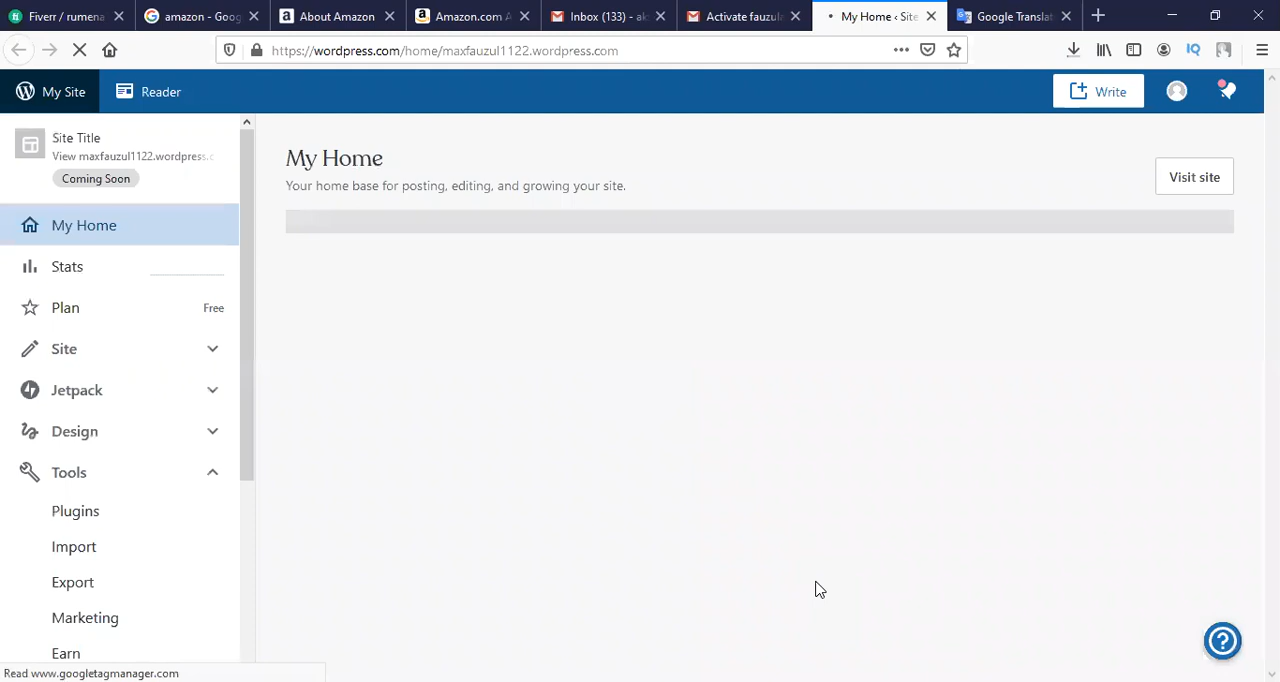 Fiverr / rumena
amazon - Goog
About Amazon
Amazon.com A
Inbox (133) - ak
Activate fauzula
My Home ‹ Site
Google Translat
https://wordpress.com/home/maxfauzul1122.wordpress.com
My Site
Reader
Write
Site Title
View maxfauzul1122.wordpress.c
Coming Soon
My Home
Your home base for posting, editing, and growing your site.
Visit site
My Home
Stats
Plan
Free
Site
Jetpack
Design
Tools
Plugins
Import
Export
Marketing
Earn
Read www.googletagmanager.com